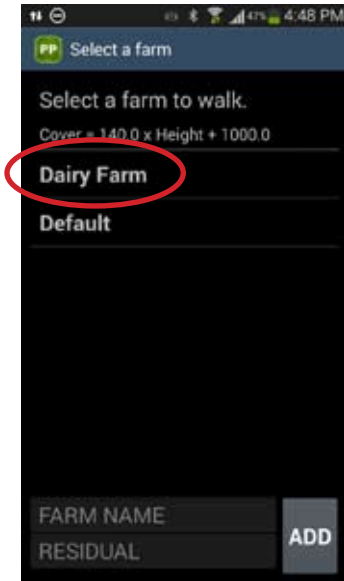 47% 4:48 PM
PP Select a farm
Select a farm to walk.
Cover = 140.0 x Height + 1000.0
Dairy Farm
Default
FARM NAME
RESIDUAL
ADD